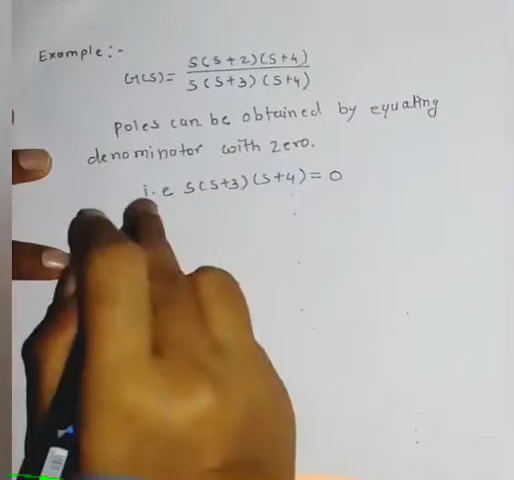 Example:-
G(s)= s(s+2)(s+4)
s(s+3)(s+4)
poles can be obtained by equating
denominator with zero.
i.e s(s+3)(s+4)=0